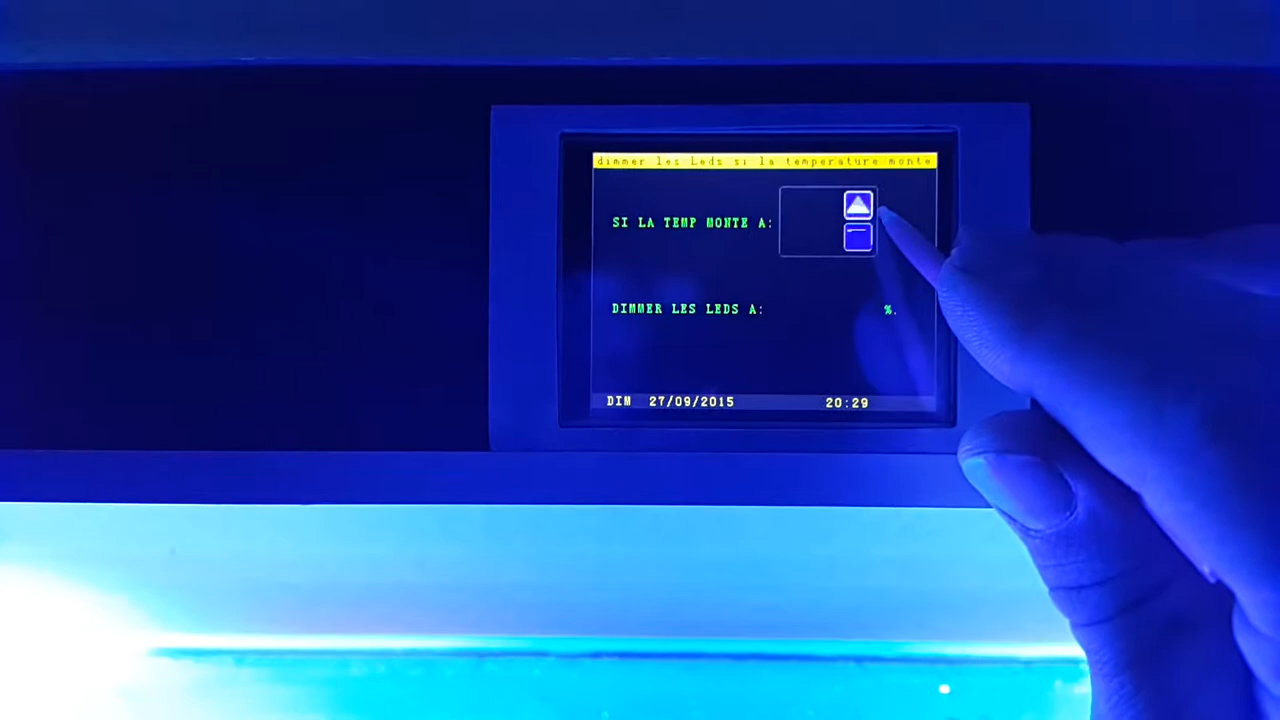 dimmer les Leds si la temperature monte
SI LA TEMP MONTE A:
DIMMER LES LEDS A: %.
DIM 27/09/2015 20:29